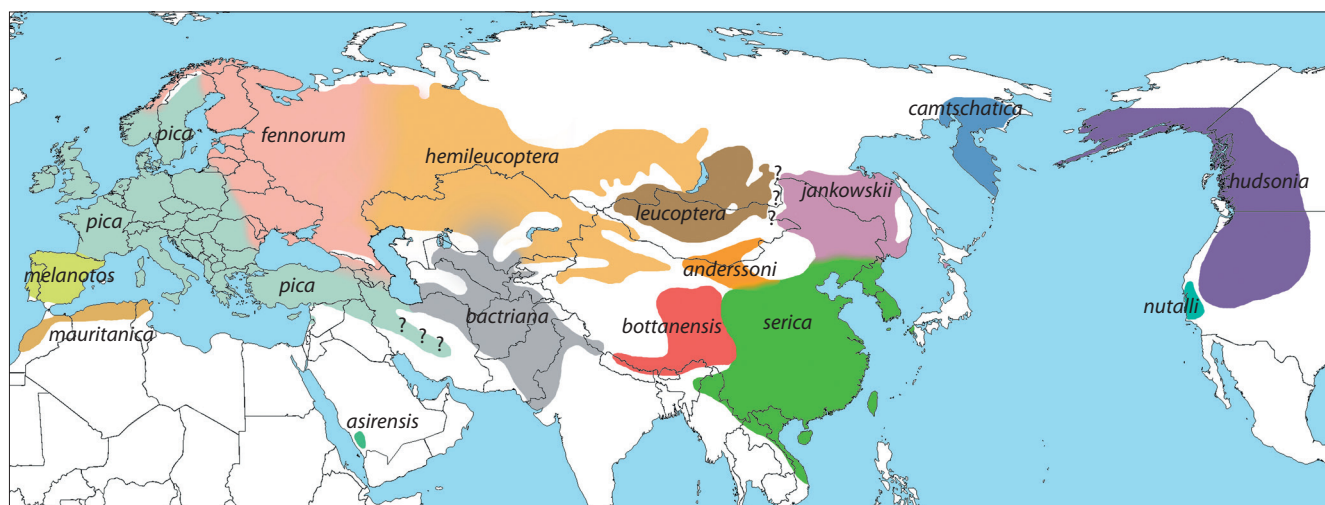 camtschatica
pica
fennorum
hemileucoptera
?
?
?
jankowskii
hudsonia
leucoptera
pica
melanotos
anderssoni
pica
nutalli
mauritanica
?
?
?
bactriana
bottanensis
serica
asirensis